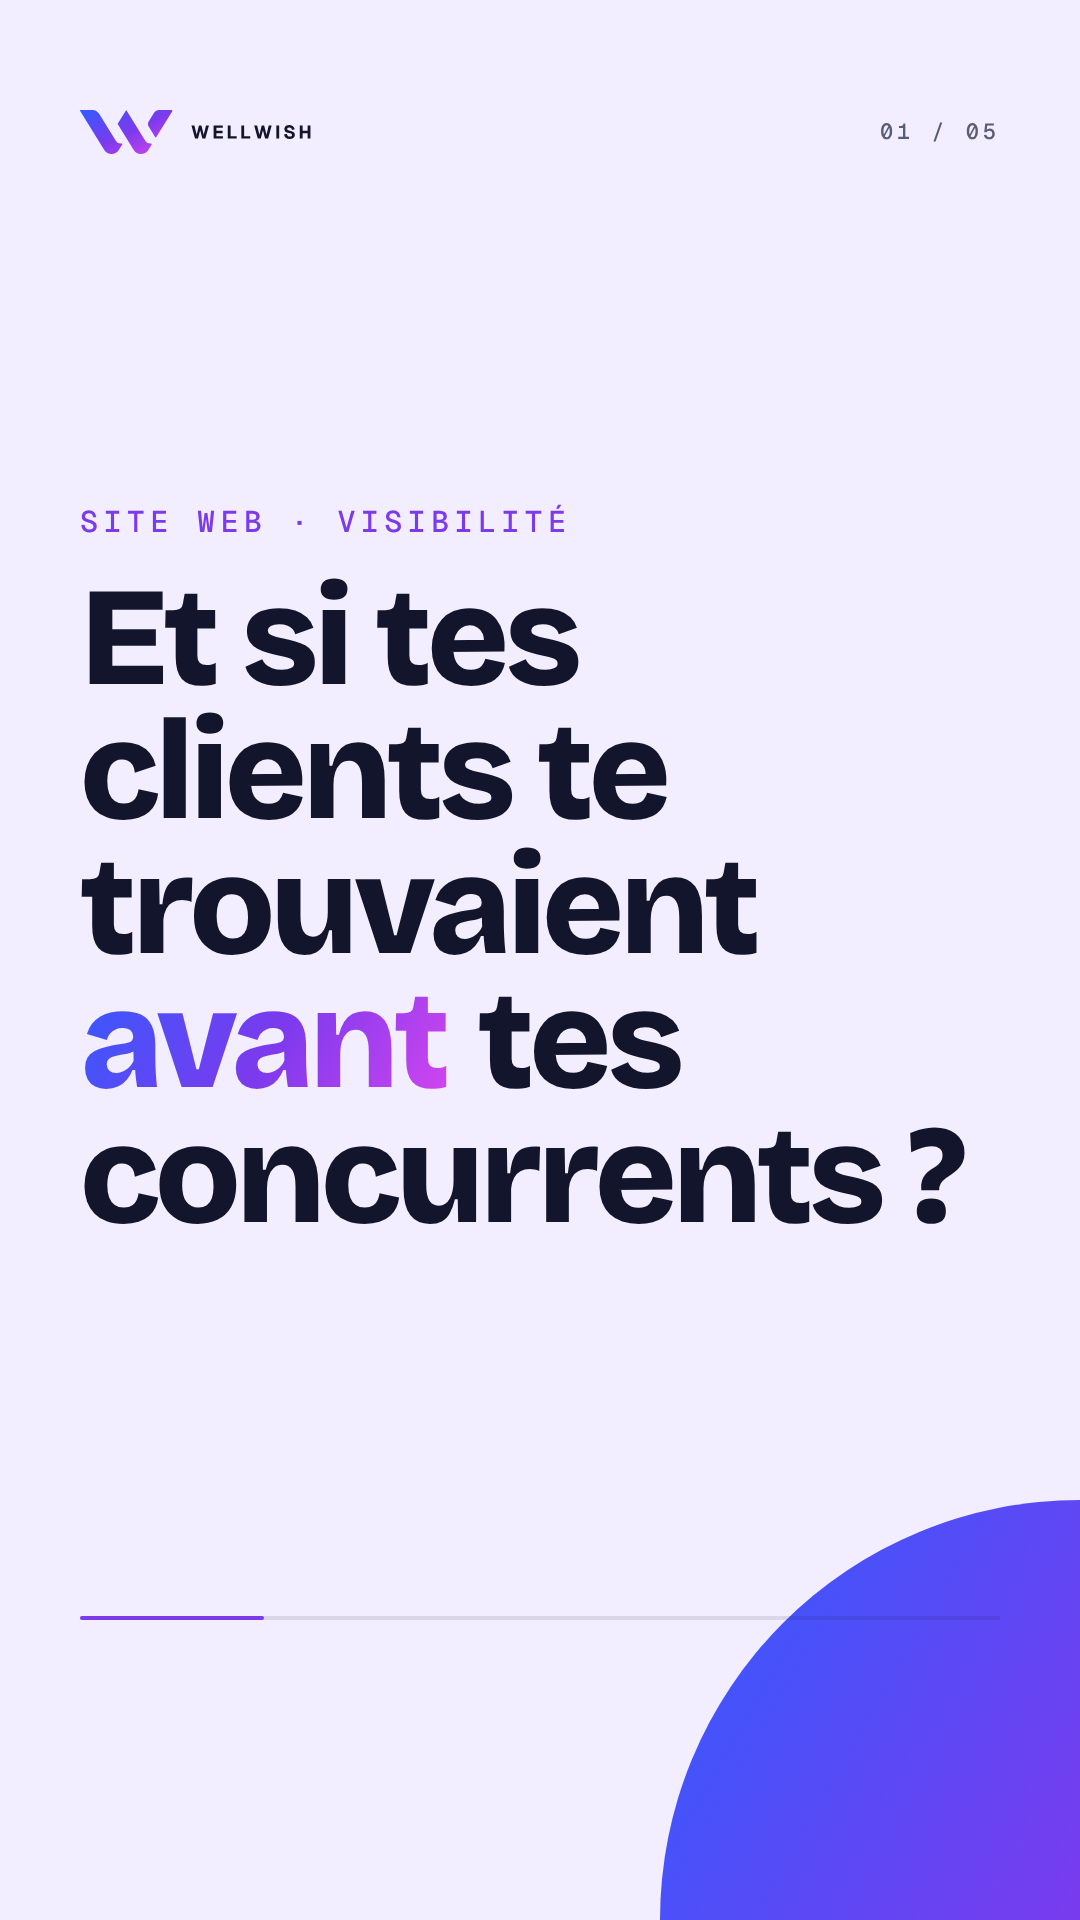 WELLWISH
01 / 05
SITE WEB · VISIBILITÉ
Et si tes
clients te
trouvaient
avant tes
concurrents ?